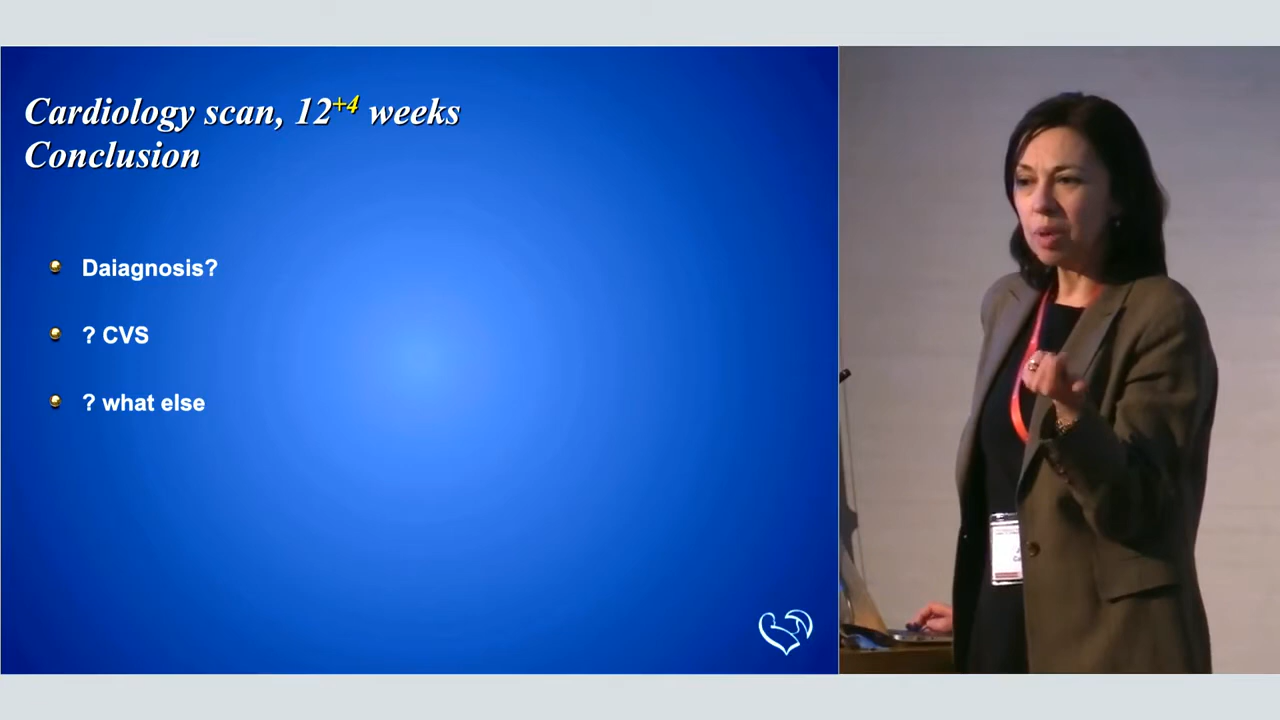 Cardiology scan, 12+4 weeks
Conclusion
Daiagnosis?
? CVS
? what else